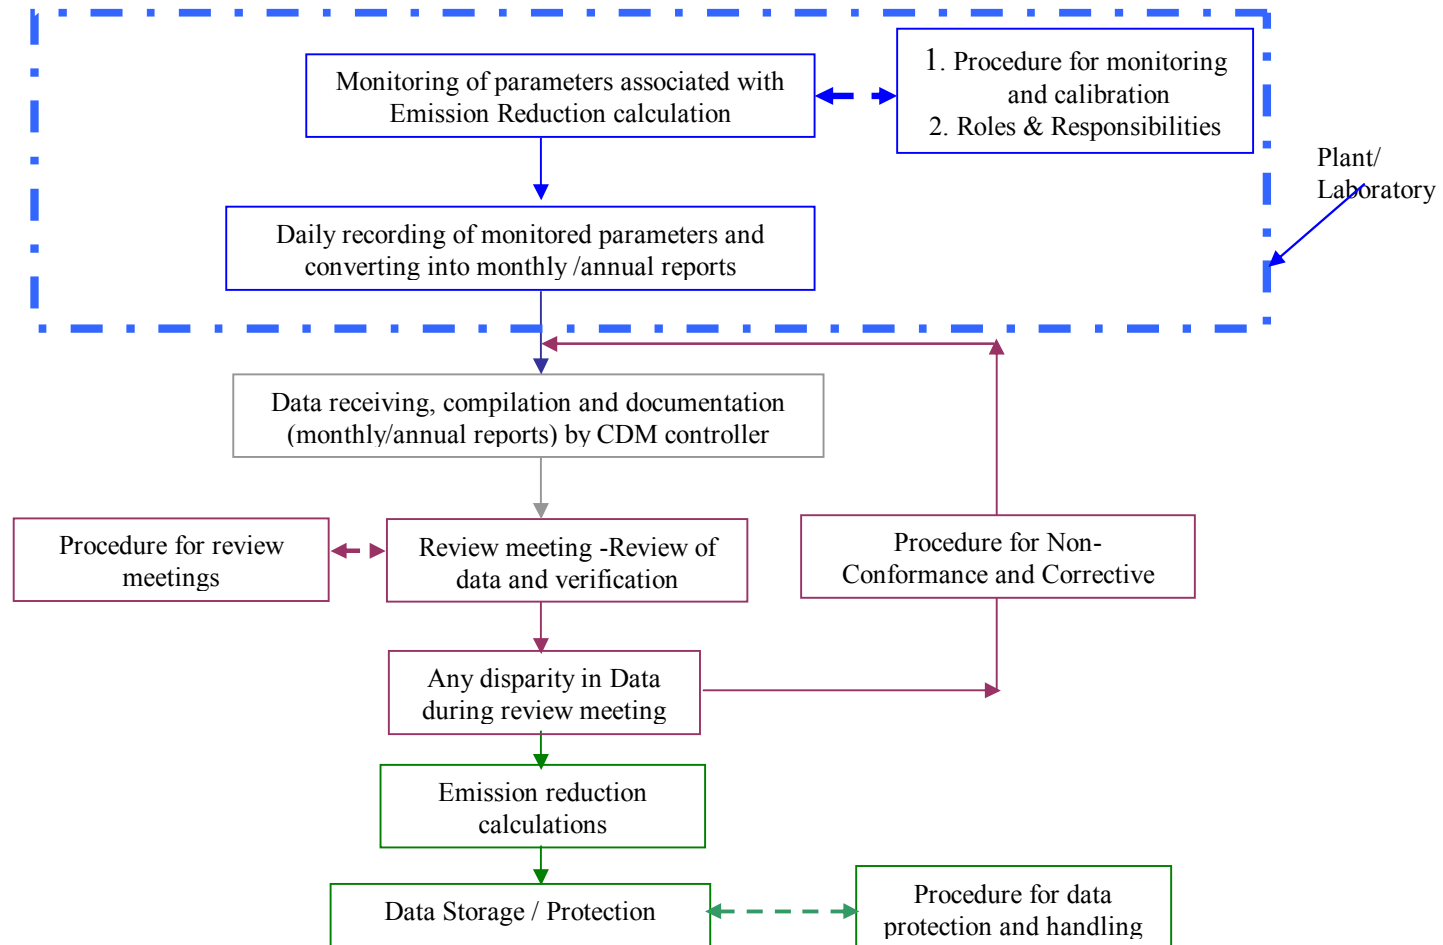 Monitoring of parameters associated with
Emission Reduction calculation
1. Procedure for monitoring
and calibration
2. Roles & Responsibilities
Plant/
Laboratory
Daily recording of monitored parameters and
converting into monthly /annual reports
Data receiving, compilation and documentation
(monthly/annual reports) by CDM controller
Procedure for review
meetings
Review meeting -Review of
data and verification
Procedure for Non-
Conformance and Corrective
Any disparity in Data
during review meeting
Emission reduction
calculations
Data Storage / Protection
Procedure for data
protection and handling